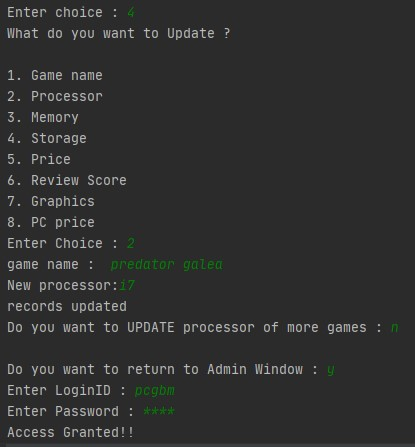 Enter choice : 4
What do you want to Update ?
1. Game name
2. Processor
3. Memory
4. Storage
5. Price
6. Review Score
7. Graphics
8. PC price
Enter Choice : 2
game name :  predator galea
New processor:i7
records updated
Do you want to UPDATE processor of more games : n
Do you want to return to Admin Window : y
Enter LoginID : pcgbm
Enter Password : ****
Access Granted!!